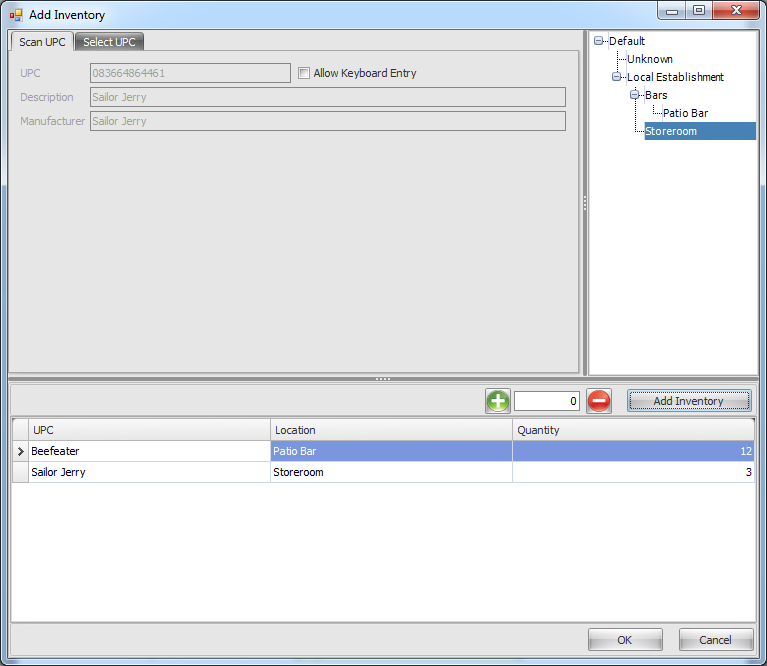 Add Inventory
Scan UPC Select UPC
UPC 083664864461 Allow Keyboard Entry
Description Sailor Jerry
Manufacturer Sailor Jerry
Default
Unknown
Local Establishment
Bars
Patio Bar
Storeroom
0 Add Inventory
UPC Location Quantity
Beefeater Patio Bar 12
Sailor Jerry Storeroom 3
OK Cancel